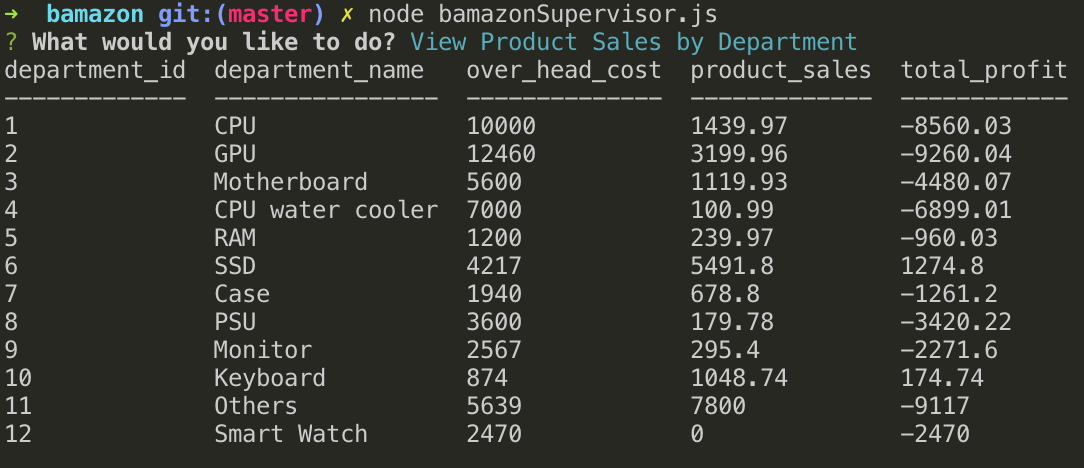 ➜  bamazon git:(master) ✗ node bamazonSupervisor.js
? What would you like to do? View Product Sales by Department
department_id  department_name   over_head_cost  product_sales  total_profit
-------------  ----------------  --------------  -------------  ------------
1              CPU               10000           1439.97        -8560.03
2              GPU               12460           3199.96        -9260.04
3              Motherboard       5600            1119.93        -4480.07
4              CPU water cooler  7000            100.99         -6899.01
5              RAM               1200            239.97         -960.03
6              SSD               4217            5491.8         1274.8
7              Case              1940            678.8          -1261.2
8              PSU               3600            179.78         -3420.22
9              Monitor           2567            295.4          -2271.6
10             Keyboard          874             1048.74        174.74
11             Others            5639            7800           -9117
12             Smart Watch       2470            0              -2470